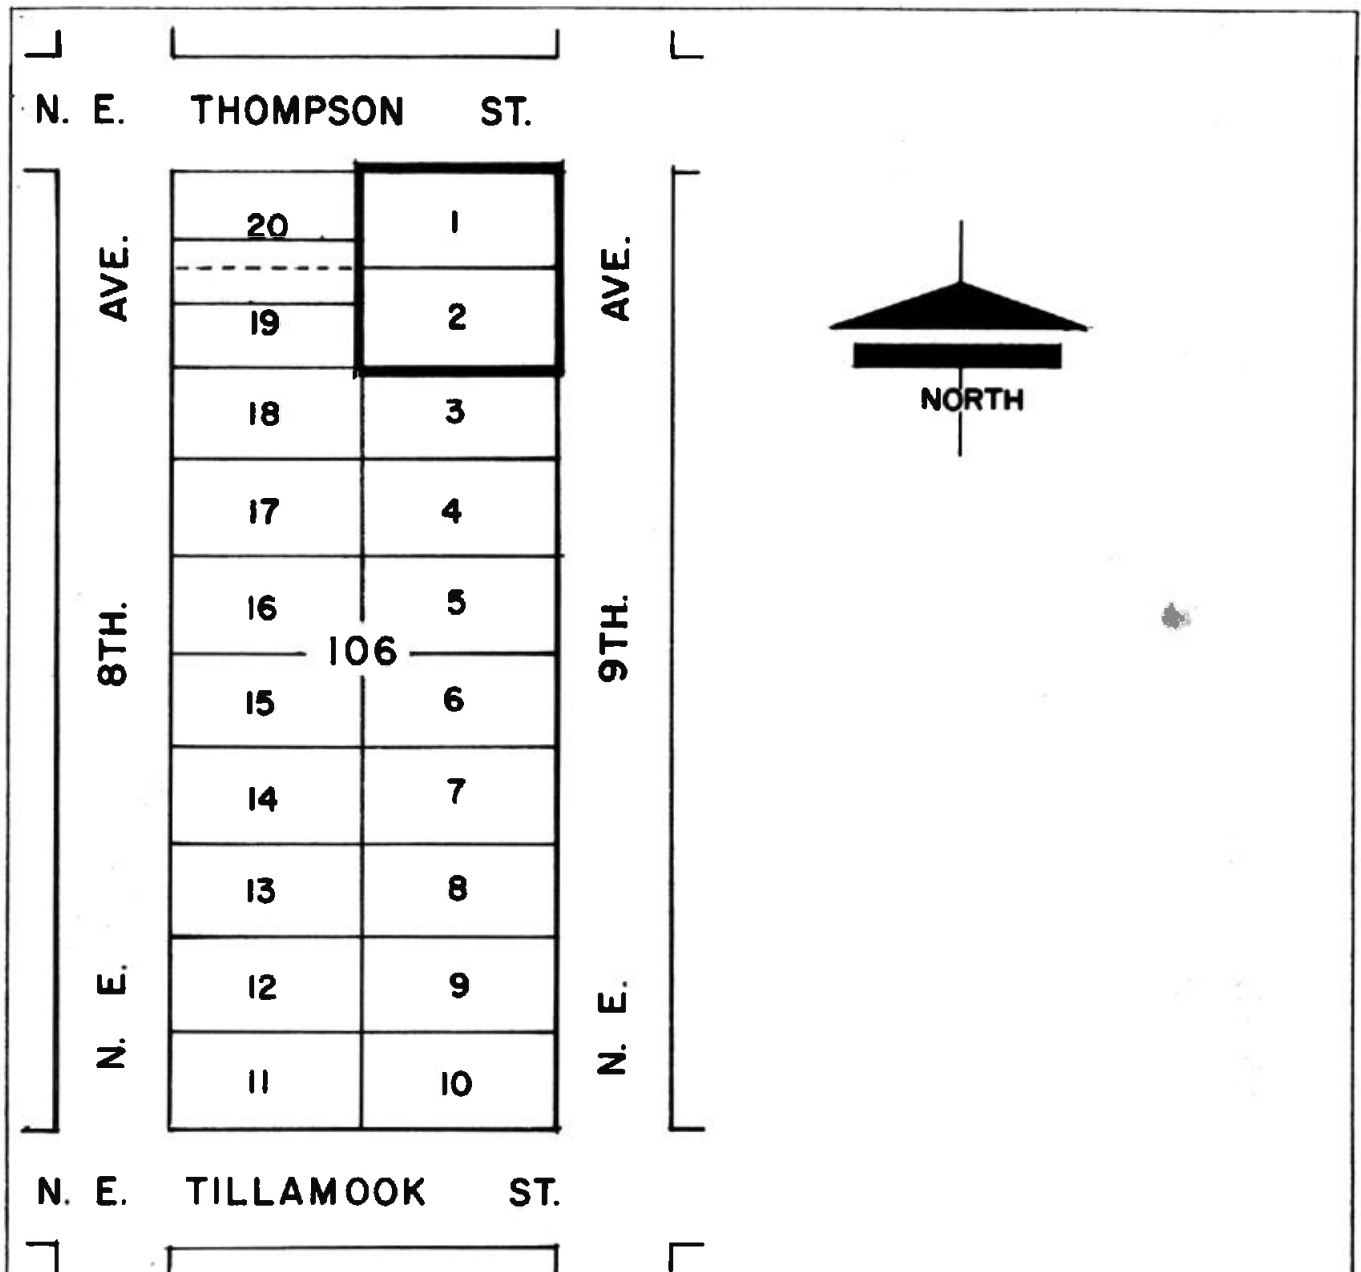 N. E. THOMPSON ST.
20 1
19 2
18 3
17 4
16 5
106
15 6
14 7
13 8
12 9
11 10
N. E. 8TH. AVE.
N. E. 9TH. AVE.
NORTH
N. E. TILLAMOOK ST.